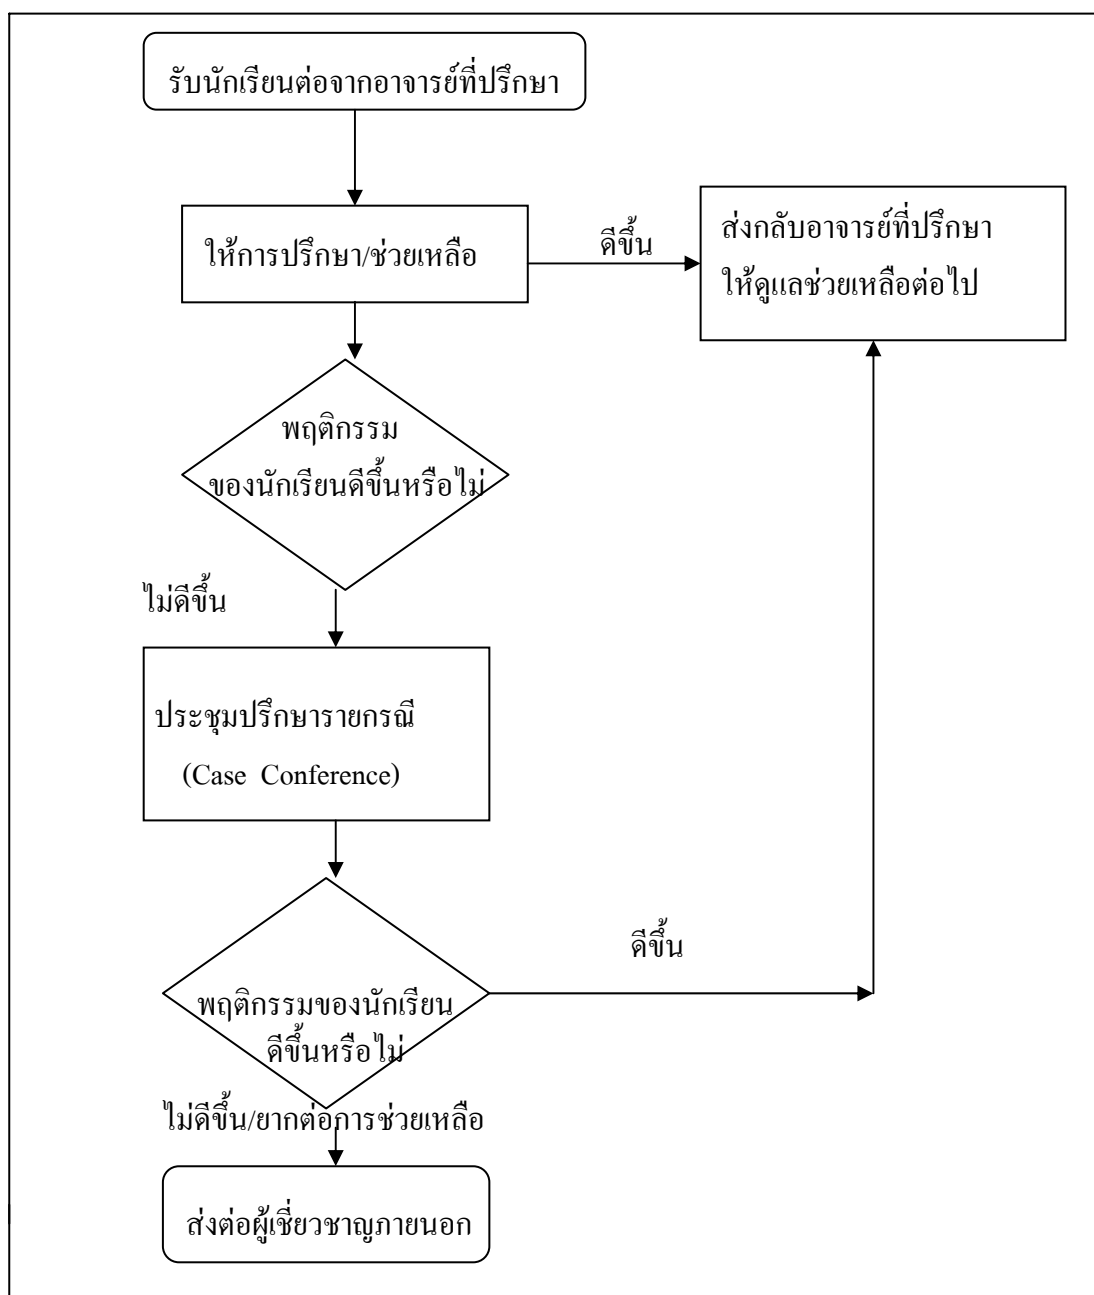 รับนักเรียนต่อจากอาจารย์ที่ปรึกษา
ให้การปรึกษา/ช่วยเหลือ
ดีขึ้น
ส่งกลับอาจารย์ที่ปรึกษา
ให้ดูแลช่วยเหลือต่อไป
พฤติกรรม
ของนักเรียนดีขึ้นหรือไม่
ไม่ดีขึ้น
ประชุมปรึกษารายกรณี
(Case Conference)
ดีขึ้น
พฤติกรรมของนักเรียน
ดีขึ้นหรือไม่
ไม่ดีขึ้น/ยากต่อการช่วยเหลือ
ส่งต่อผู้เชี่ยวชาญภายนอก